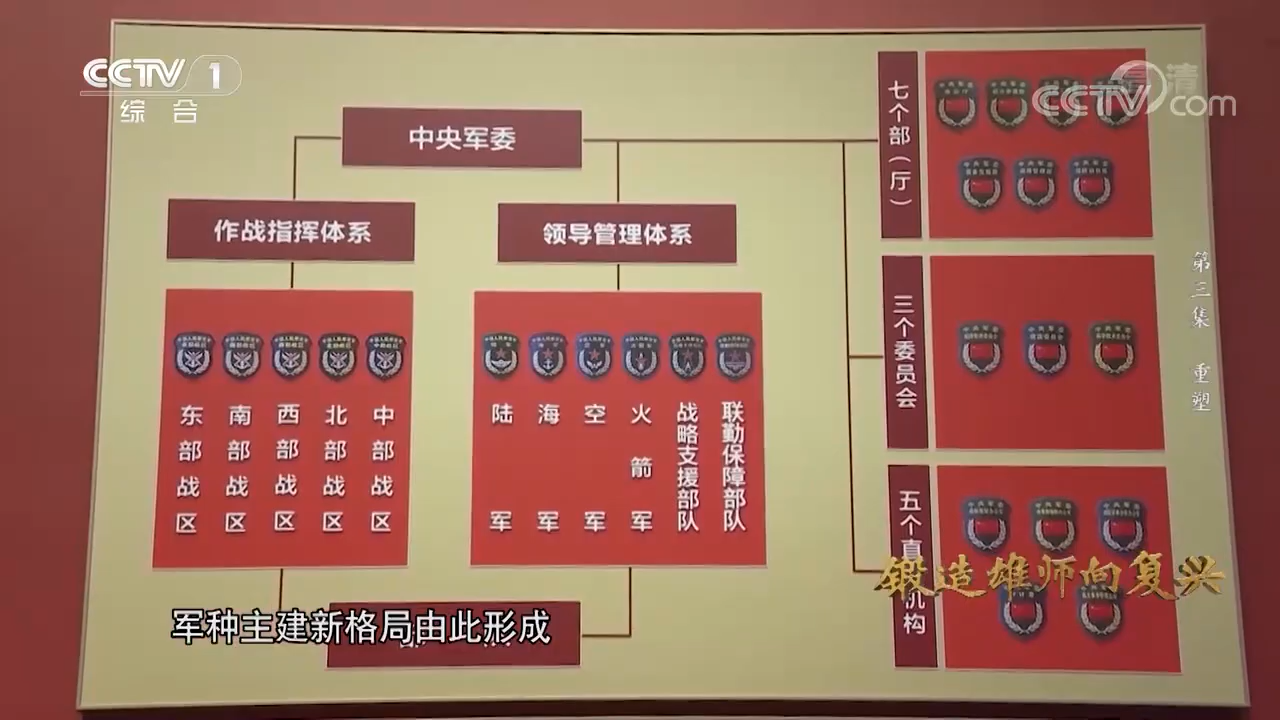 CCTV 1
综合
CCTV com
中央军委
作战指挥体系
领导管理体系
东部战区
南部战区
西部战区
北部战区
中部战区
陆军
海军
空军
火箭军
战略支援部队
联勤保障部队
七个部（厅）
三个委员会
五个直 机构
第三集 重塑
锻造雄师向复兴
军种主建新格局由此形成